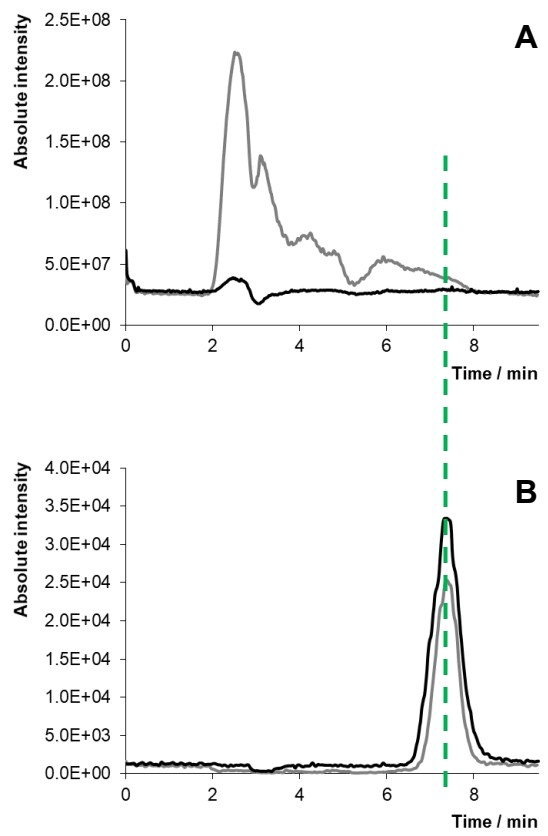 A
Absolute intensity
2.5E+08
2.0E+08
1.5E+08
1.0E+08
5.0E+07
0.0E+00
0 2 4 6 8
Time / min
B
Absolute intensity
4.0E+04
3.5E+04
3.0E+04
2.5E+04
2.0E+04
1.5E+04
1.0E+04
5.0E+03
0.0E+00
0 2 4 6 8
Time / min